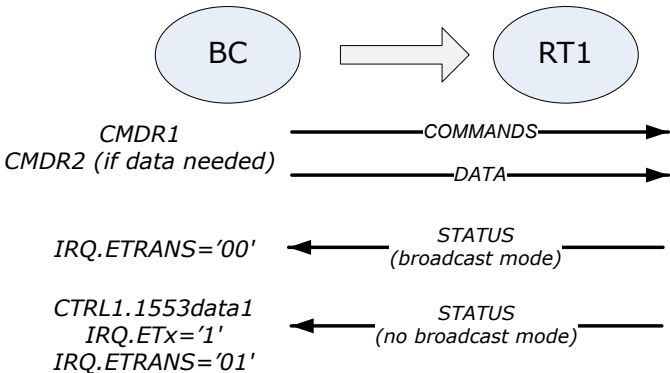 BC
RT1
CMDR1
CMDR2 (if data needed)
COMMANDS
DATA
IRQ.ETRANS='00'
STATUS
(broadcast mode)
CTRL1.1553data1
IRQ.ETx='1'
IRQ.ETRANS='01'
STATUS
(no broadcast mode)